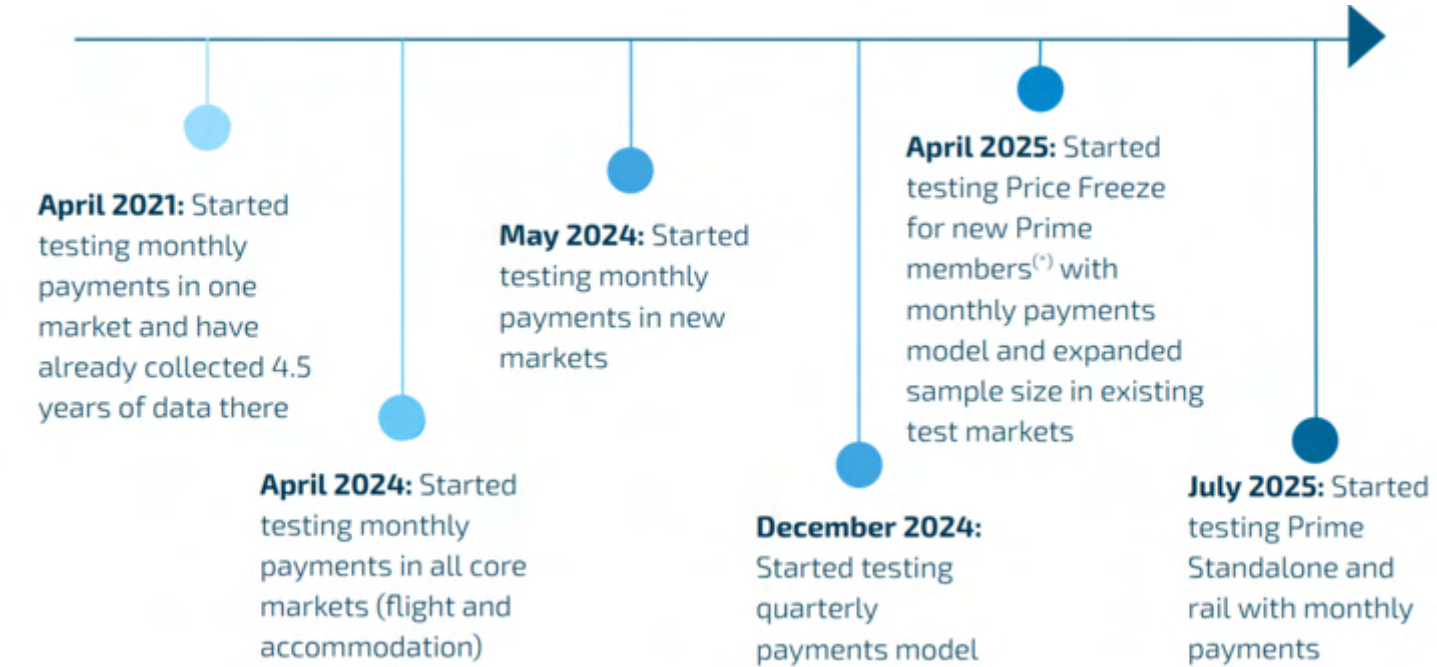 April 2021: Started
testing monthly
payments in one
market and have
already collected 4.5
years of data there
April 2024: Started
testing monthly
payments in all core
markets (flight and
accommodation)
May 2024: Started
testing monthly
payments in new
markets
December 2024:
Started testing
quarterly
payments model
April 2025: Started
testing Price Freeze
for new Prime
members(*) with
monthly payments
model and expanded
sample size in existing
test markets
July 2025: Started
testing Prime
Standalone and
rail with monthly
payments